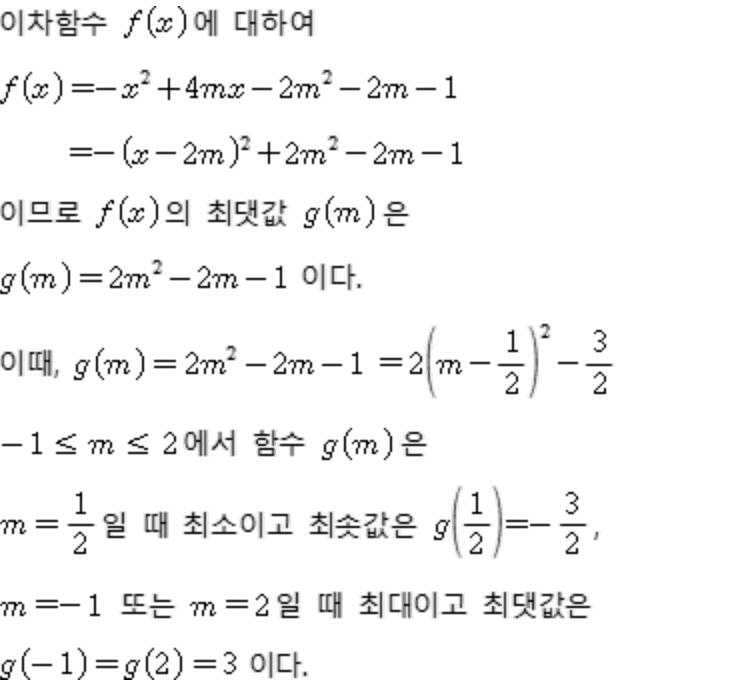 이차함수 f(x)에 대하여
f(x)=-x²+4mx-2m²-2m-1
=-(x-2m)²+2m²-2m-1
이므로 f(x)의 최댓값 g(m)은
g(m)=2m²-2m-1 이다.
이때, g(m)=2m²-2m-1 =2(m-1/2)²-3/2
-1≤m≤2에서 함수 g(m)은
m=1/2일 때 최소이고 최솟값은 g(1/2)=-3/2,
m=-1 또는 m=2일 때 최대이고 최댓값은
g(-1)=g(2)=3 이다.